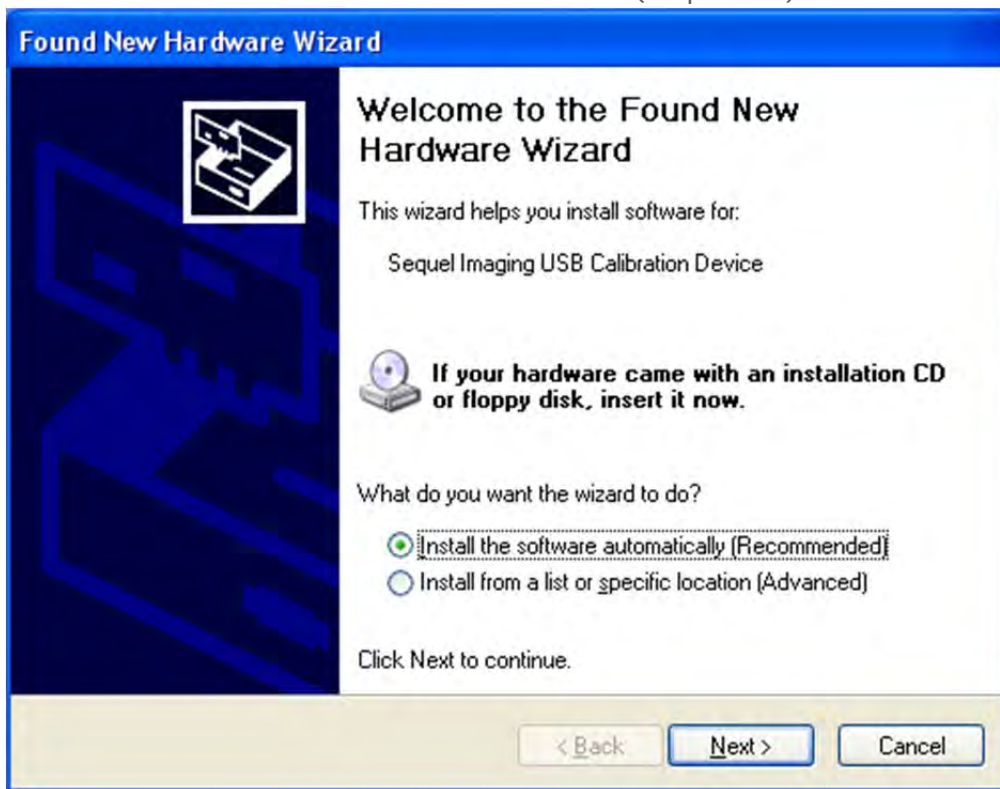 Found New Hardware Wizard
Welcome to the Found New
Hardware Wizard
This wizard helps you install software for:
Sequel Imaging USB Calibration Device
If your hardware came with an installation CD
or floppy disk, insert it now.
What do you want the wizard to do?
Install the software automatically (Recommended)
Install from a list or specific location (Advanced)
Click Next to continue.
< Back
Next >
Cancel